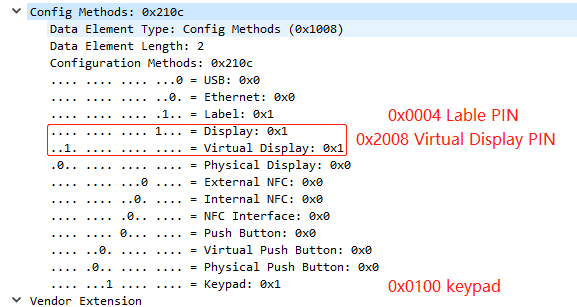 Config Methods: 0x210c
Data Element Type: Config Methods (0x1008)
Data Element Length: 2
Configuration Methods: 0x210c
.... .... .... ...0 = USB: 0x0
.... .... .... ..0. = Ethernet: 0x0
.... .... .... .1.. = Label: 0x1
0x0004 Lable PIN
.... .... .... 1... = Display: 0x1
0x2008 Virtual Display PIN
..1. .... .... .... = Virtual Display: 0x1
.0.. .... .... .... = Physical Display: 0x0
.... .... ...0 .... = External NFC: 0x0
.... .... ..0. .... = Internal NFC: 0x0
.... .... .0.. .... = NFC Interface: 0x0
.... .... 0... .... = Push Button: 0x0
.... ..0. .... .... = Virtual Push Button: 0x0
.... .0.. .... .... = Physical Push Button: 0x0
.... ...1 .... .... = Keypad: 0x1
0x0100 keypad
Vendor Extension